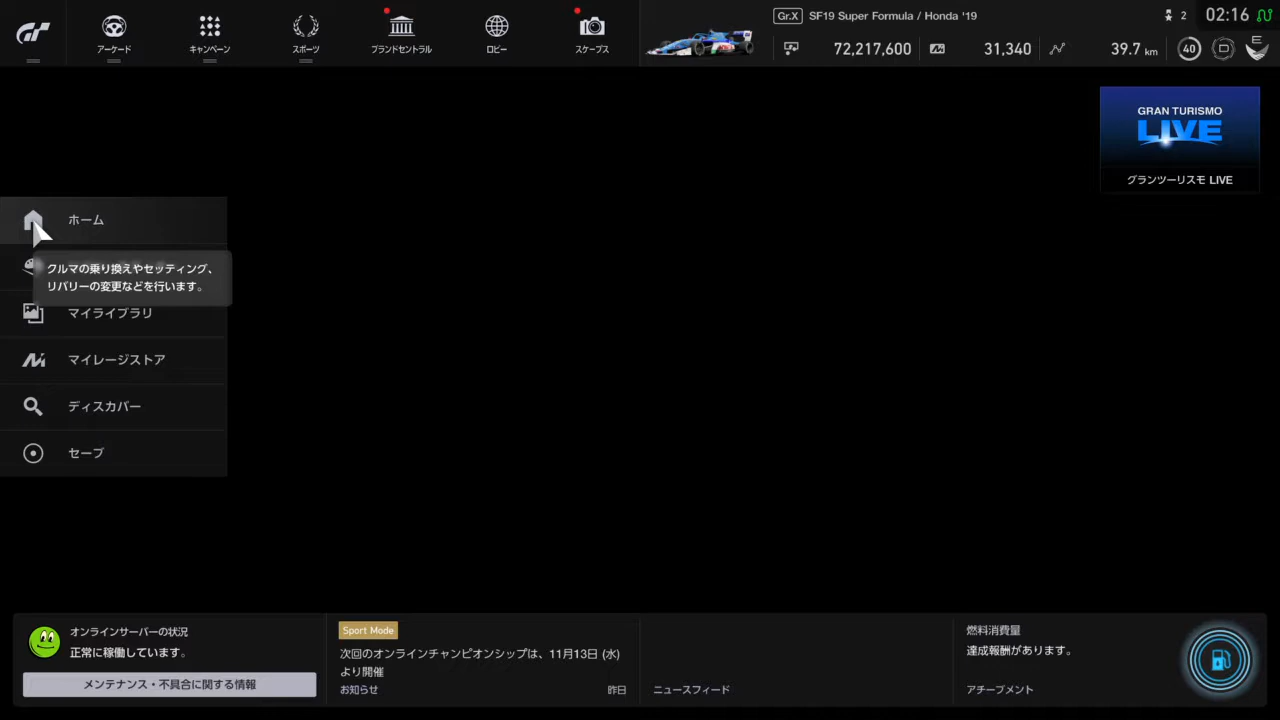 アーケード
キャンペーン
スポーツ
ブランドセントラル
ロビー
スケープス
Gr.X SF19 Super Formula / Honda '19
2
02:16
72,217,600
31,340
39.7 km
40
D
E
GRAN TURISMO
LIVE
グランツーリスモ LIVE
ホーム
クルマの乗り換えやセッティング、
リバリーの変更などを行います。
マイライブラリ
マイレージストア
ディスカバー
セーブ
オンラインサーバーの状況
正常に稼働しています。
メンテナンス・不具合に関する情報
Sport Mode
次回のオンラインチャンピオンシップは、11月13日 (水)
より開催
お知らせ
昨日
ニュースフィード
燃料消費量
達成報酬があります。
アチーブメント